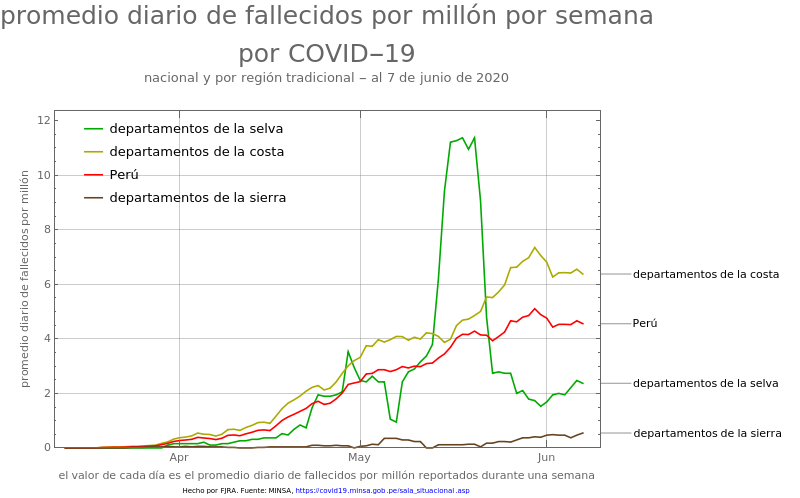 promedio diario de fallecidos por millón por semana
por COVID−19
nacional y por región tradicional − al 7 de junio de 2020
promedio diario de fallecidos por millón
12
10
8
6
4
2
0
departamentos de la selva
departamentos de la costa
Perú
departamentos de la sierra
departamentos de la costa
Perú
departamentos de la selva
departamentos de la sierra
Apr May Jun
el valor de cada día es el promedio diario de fallecidos por millón reportados durante una semana
Hecho por FJRA. Fuente: MINSA, https://covid19.minsa.gob.pe/sala_situacional.asp